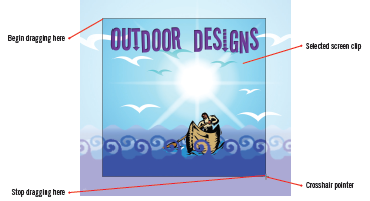 OUTDOOR DESIGNS
Begin dragging here
Selected screen clip
Stop dragging here
Crosshair pointer